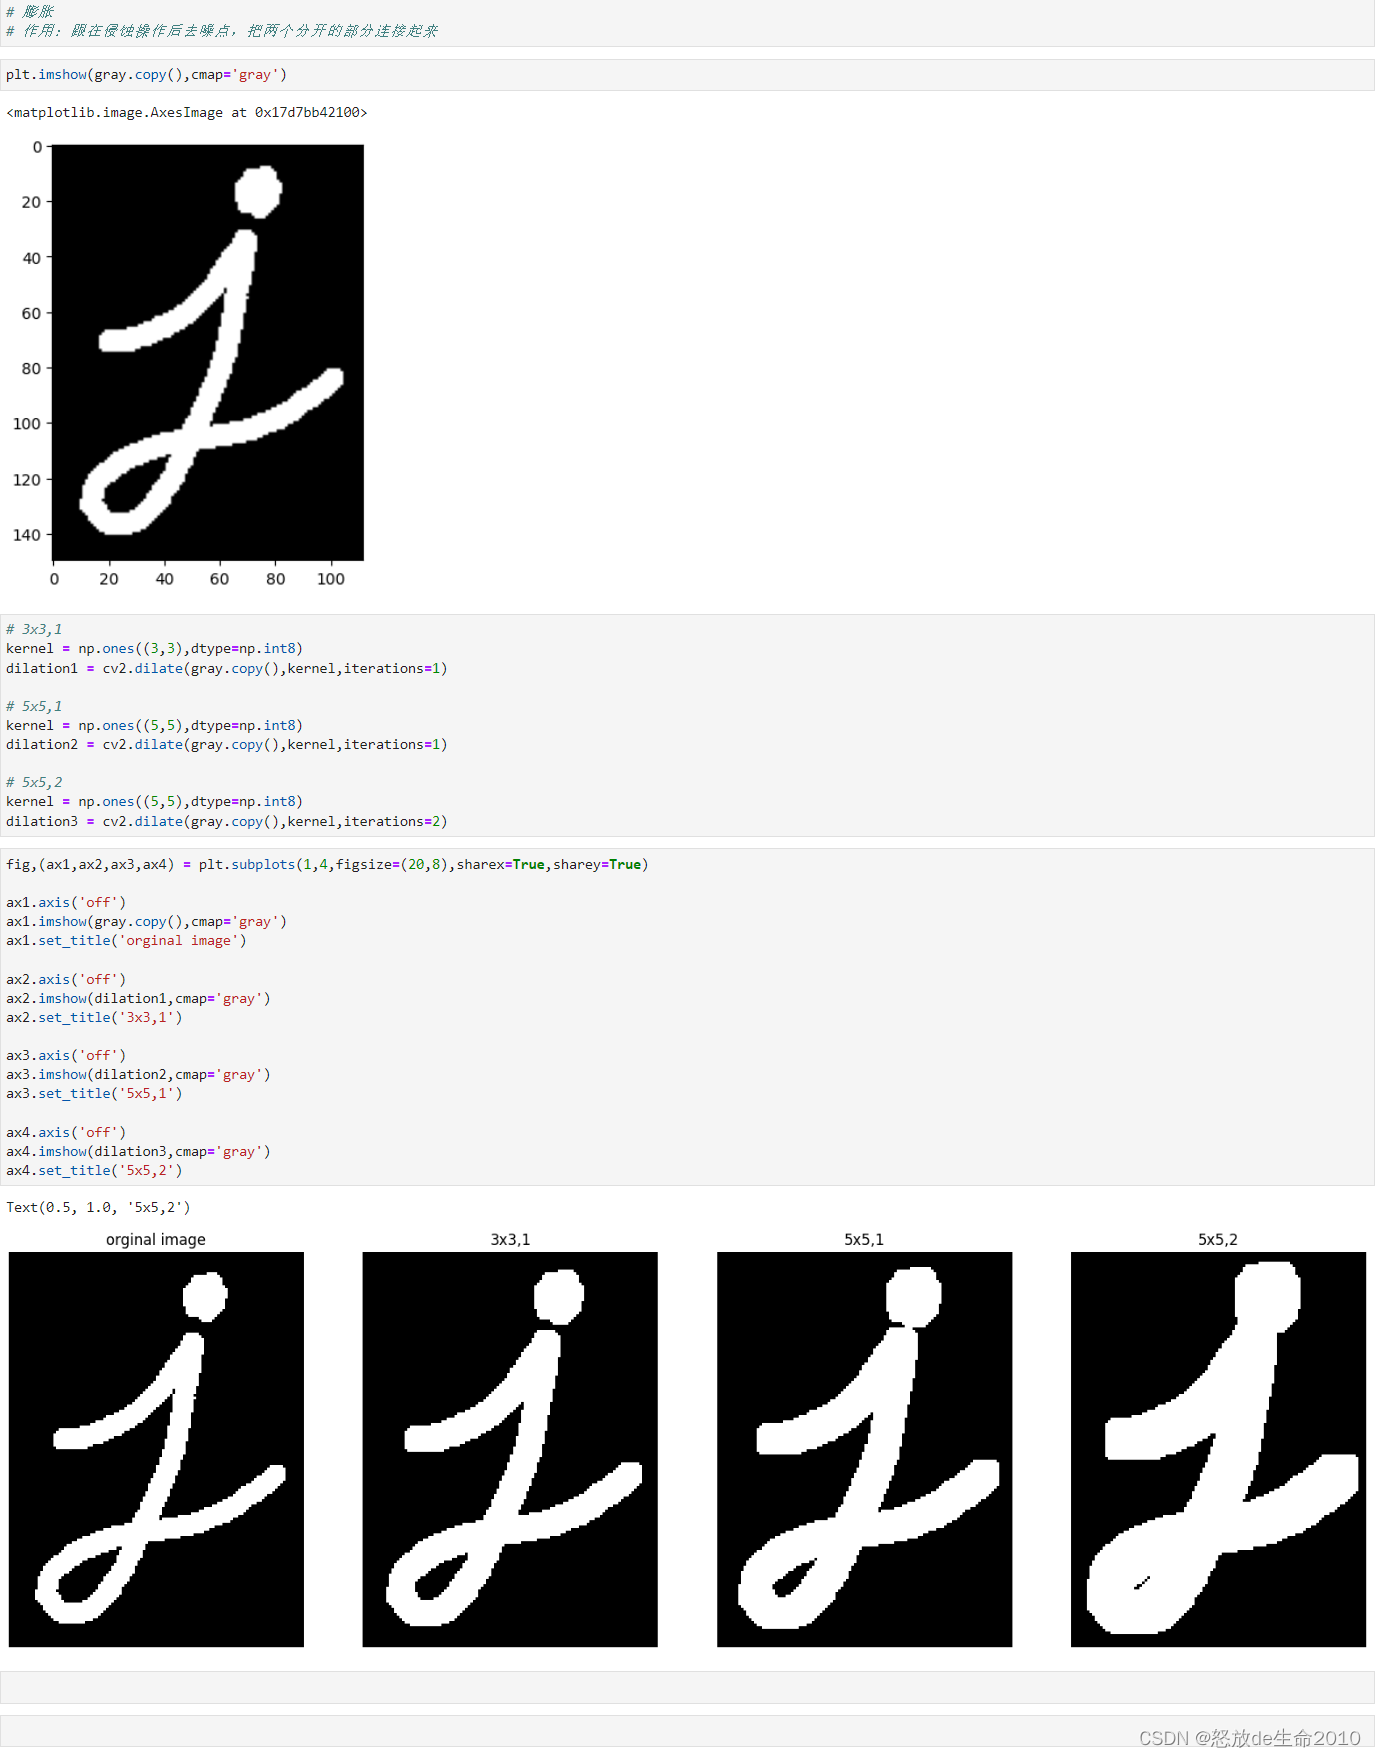 # 膨胀
# 作用: 跟在侵蚀操作后去噪点，把两个分开的部分连接起来
plt.imshow(gray.copy(),cmap='gray')
<matplotlib.image.AxesImage at 0x17d7bb42100>
0
20
40
60
80
100
120
140
0 20 40 60 80 100
# 3x3,1
kernel = np.ones((3,3),dtype=np.int8)
dilation1 = cv2.dilate(gray.copy(),kernel,iterations=1)
# 5x5,1
kernel = np.ones((5,5),dtype=np.int8)
dilation2 = cv2.dilate(gray.copy(),kernel,iterations=1)
# 5x5,2
kernel = np.ones((5,5),dtype=np.int8)
dilation3 = cv2.dilate(gray.copy(),kernel,iterations=2)
fig,(ax1,ax2,ax3,ax4) = plt.subplots(1,4,figsize=(20,8),sharex=True,sharey=True)
ax1.axis('off')
ax1.imshow(gray.copy(),cmap='gray')
ax1.set_title('orginal image')
ax2.axis('off')
ax2.imshow(dilation1,cmap='gray')
ax2.set_title('3x3,1')
ax3.axis('off')
ax3.imshow(dilation2,cmap='gray')
ax3.set_title('5x5,1')
ax4.axis('off')
ax4.imshow(dilation3,cmap='gray')
ax4.set_title('5x5,2')
Text(0.5, 1.0, '5x5,2')
orginal image 3x3,1 5x5,1 5x5,2
CSDN @怒放de生命2010